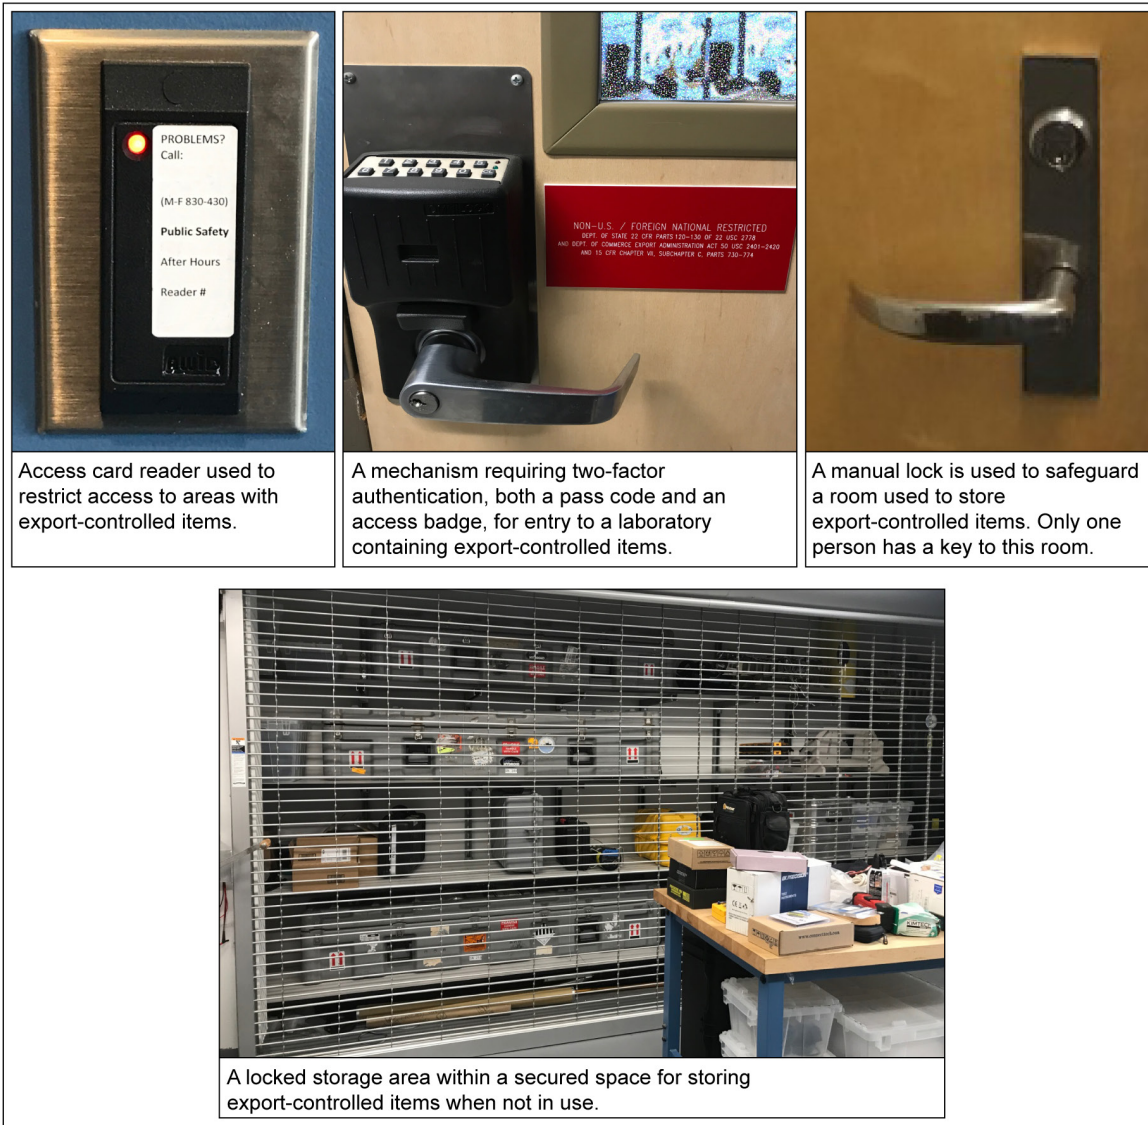 PROBLEMS?
Call:
(M-F 830-430)
Public Safety
After Hours
Reader #
awid
NON-U.S. / FOREIGN NATIONAL RESTRICTED
DEPT. OF STATE 22 CFR PARTS 120-130 OF 22 USC 2778
AND DEPT. OF COMMERCE EXPORT ADMINISTRATION ACT 50 USC 2401-2420
AND 15 CFR CHAPTER VII, SUBCHAPTER C, PARTS 730-774
Access card reader used to
restrict access to areas with
export-controlled items.
A mechanism requiring two-factor
authentication, both a pass code and an
access badge, for entry to a laboratory
containing export-controlled items.
A manual lock is used to safeguard
a room used to store
export-controlled items. Only one
person has a key to this room.
KIMTECH
A locked storage area within a secured space for storing
export-controlled items when not in use.